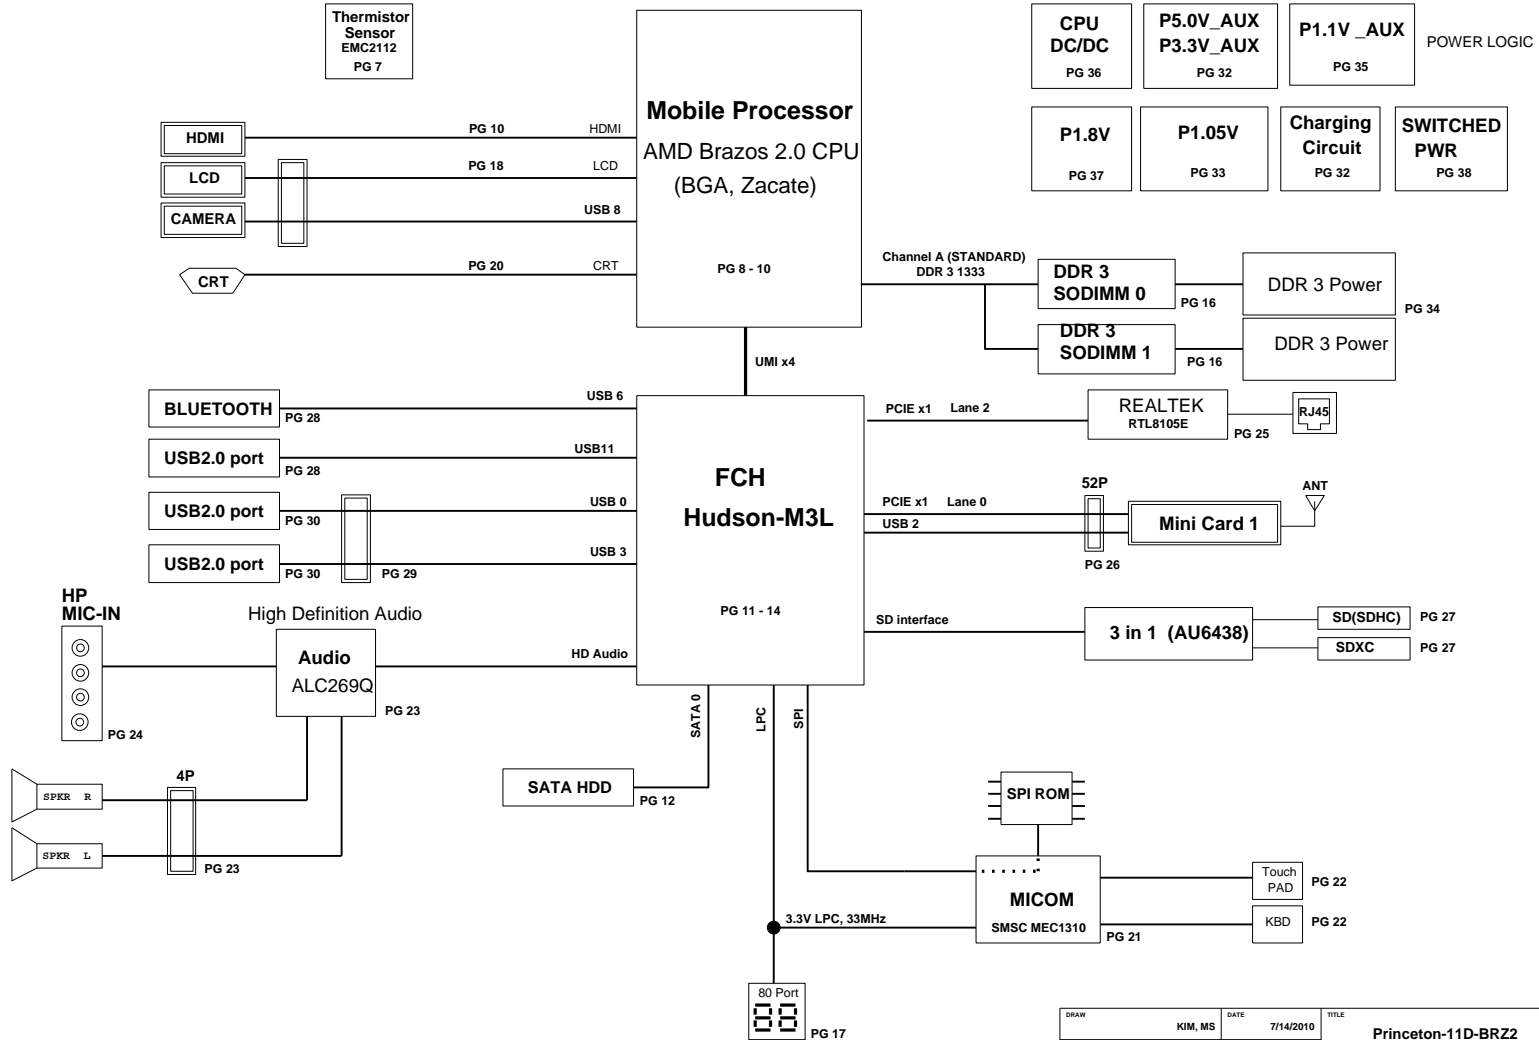 Thermistor
Sensor
EMC2112
PG 7
CPU
DC/DC
PG 36
P5.0V_AUX
P3.3V_AUX
PG 32
P1.1V _AUX
PG 35
POWER LOGIC
P1.8V
PG 37
P1.05V
PG 33
Charging
Circuit
PG 32
SWITCHED
PWR
PG 38
Mobile Processor
AMD Brazos 2.0 CPU
(BGA, Zacate)
PG 8 - 10
HDMI
PG 10
HDMI
LCD
PG 18
LCD
CAMERA
USB 8
CRT
PG 20
CRT
Channel A (STANDARD)
DDR 3 1333
DDR 3
SODIMM 0
PG 16
DDR 3 Power
PG 34
DDR 3
SODIMM 1
PG 16
DDR 3 Power
UMI x4
BLUETOOTH
PG 28
USB 6
USB2.0 port
PG 28
USB11
USB2.0 port
PG 30
USB 0
USB2.0 port
PG 30
PG 29
USB 3
FCH
Hudson-M3L
PG 11 - 14
PCIE x1 Lane 2
REALTEK
RTL8105E
PG 25
RJ45
PCIE x1 Lane 0
USB 2
52P
PG 26
Mini Card 1
ANT
SD interface
3 in 1 (AU6438)
SD(SDHC)
PG 27
SDXC
PG 27
HP
MIC-IN
PG 24
High Definition Audio
Audio
ALC269Q
PG 23
HD Audio
SPKR R
SPKR L
4P
PG 23
SATA 0
LPC
SPI
SATA HDD
PG 12
SPI ROM
MICOM
SMSC MEC1310
PG 21
3.3V LPC, 33MHz
Touch
PAD
PG 22
KBD
PG 22
80 Port
88
PG 17
DRAW
KIM, MS
DATE
7/14/2010
TITLE
Princeton-11D-BRZ2